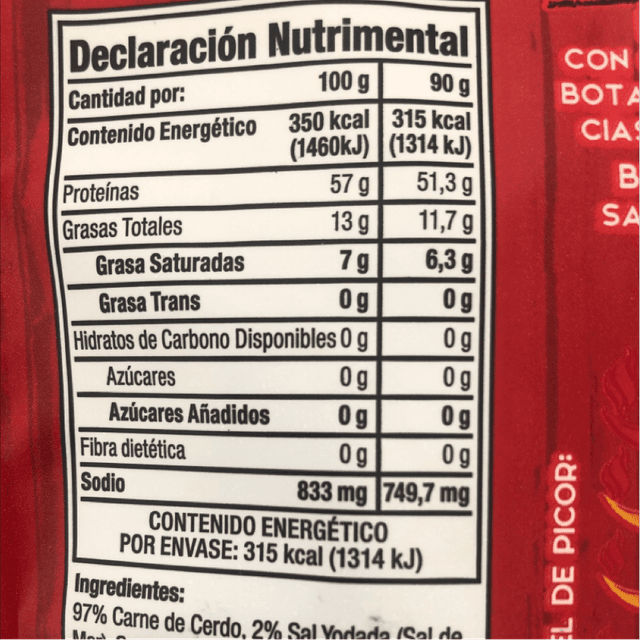 Declaración Nutrimental
Cantidad por: 100 g 90 g
Contenido Energético 350 kcal 315 kcal
(1460kJ) (1314 kJ)
Proteínas 57 g 51,3 g
Grasas Totales 13 g 11,7 g
Grasa Saturadas 7 g 6,3 g
Grasa Trans 0 g 0 g
Hidratos de Carbono Disponibles 0 g 0 g
Azúcares 0 g 0 g
Azúcares Añadidos 0 g 0 g
Fibra dietética 0 g 0 g
Sodio 833 mg 749,7 mg
CONTENIDO ENERGÉTICO
POR ENVASE: 315 kcal (1314 kJ)
Ingredientes:
97% Carne de Cerdo, 2% Sal Yodada (Sal de
CON
BOTA
CIAS
B
SA
EL DE PICOR: